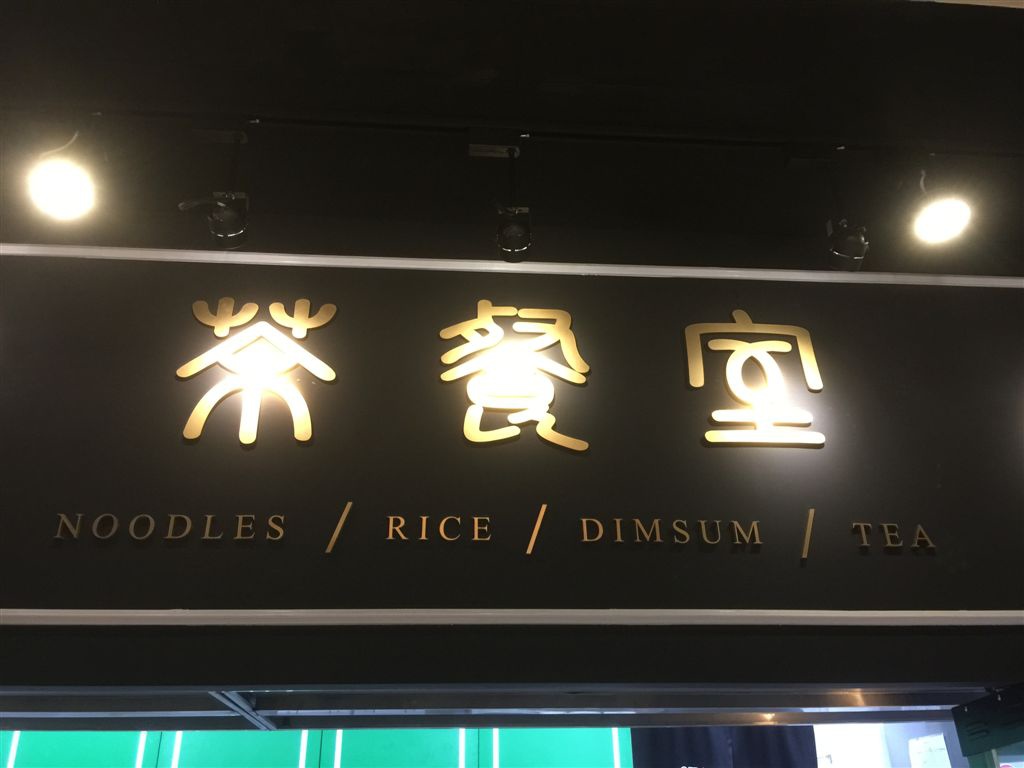 茶餐室
NOODLES / RICE / DIMSUM / TEA